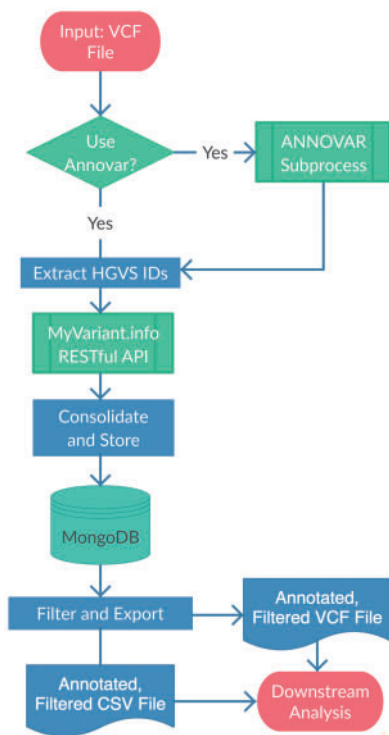 Input: VCF
File
Use
Annovar?
Yes
ANNOVAR
Subprocess
Yes
Extract HGVS IDs
MyVariant.info
RESTful API
Consolidate
and Store
MongoDB
Filter and Export
Annotated,
Filtered VCF File
Annotated,
Filtered CSV File
Downstream
Analysis